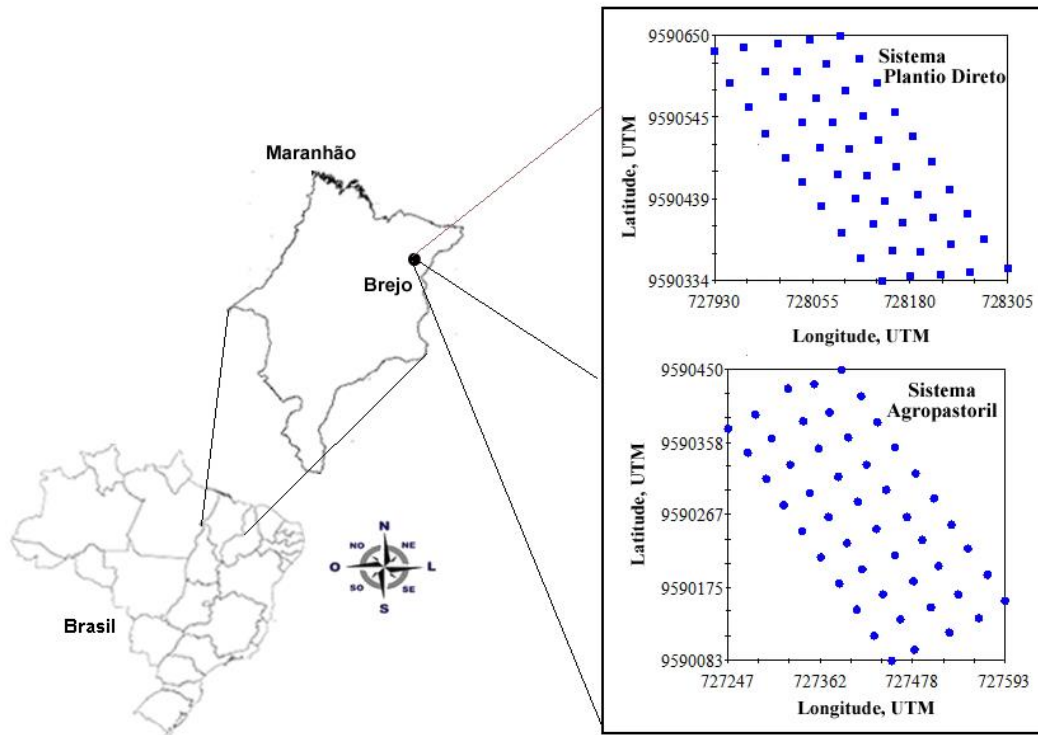 Maranhão
Brejo
Brasil
N
NO
NE
O
L
SO
SE
S
Sistema
Plantio Direto
9590650
9590545
9590439
9590334
Latitude, UTM
727930
728055
728180
728305
Longitude, UTM
Sistema
Agropastoril
9590450
9590358
9590267
9590175
9590083
Latitude, UTM
727247
727362
727478
727593
Longitude, UTM